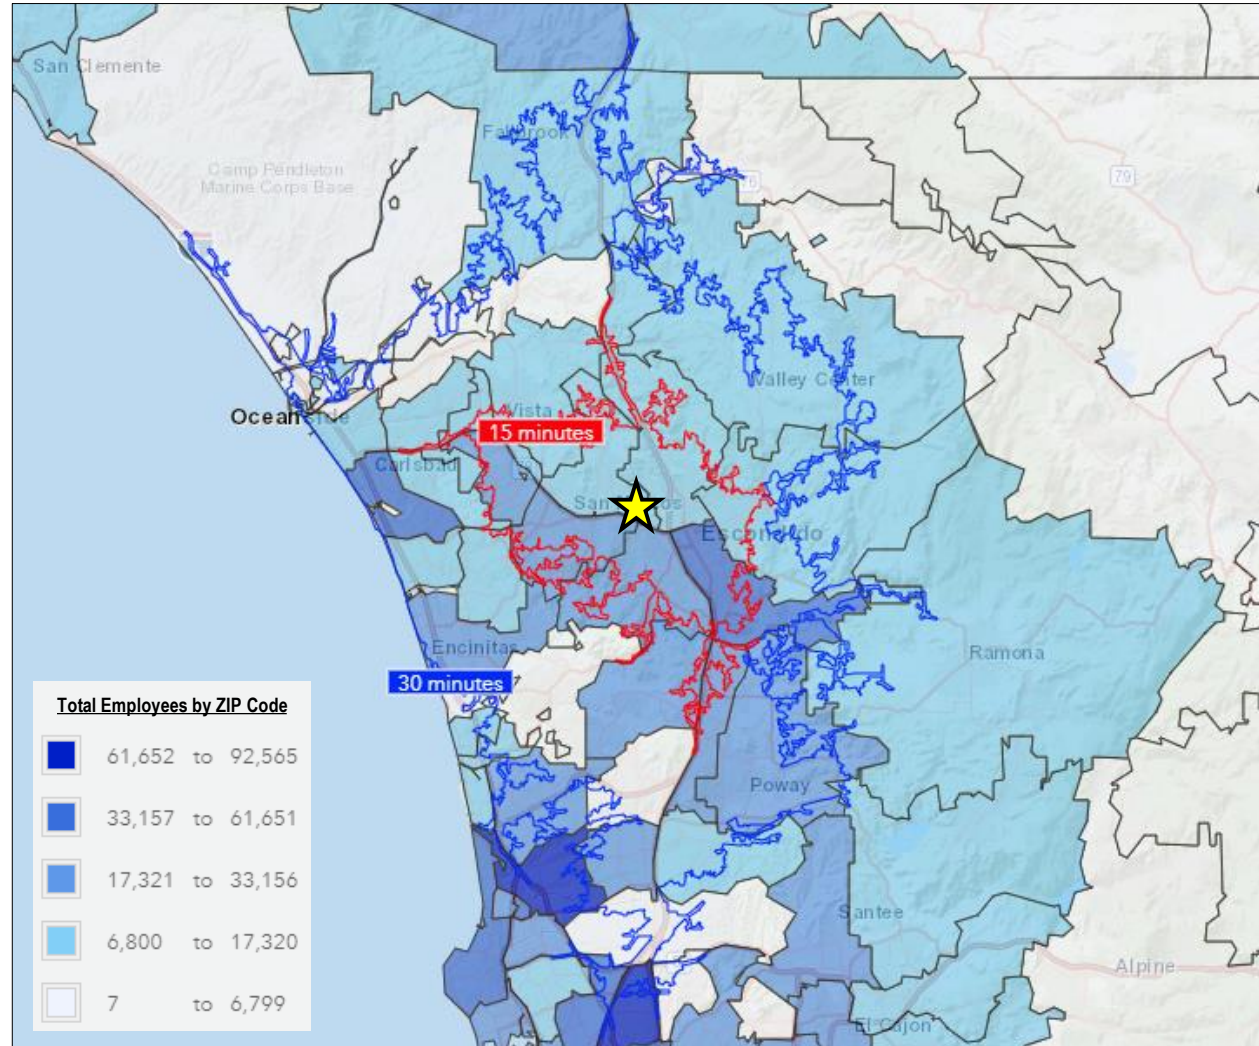 San Clemente
Fallbrook
Camp Pendleton
Marine Corps Base
76
79
Valley Center
Oceanside
Vista
15 minutes
Carlsbad
San
os
Escondido
Encinitas
Ramona
30 minutes
Total Employees by ZIP Code
61,652 to 92,565
33,157 to 61,651
17,321 to 33,156
6,800 to 17,320
7 to 6,799
Poway
Santee
Alpine
El Cajon